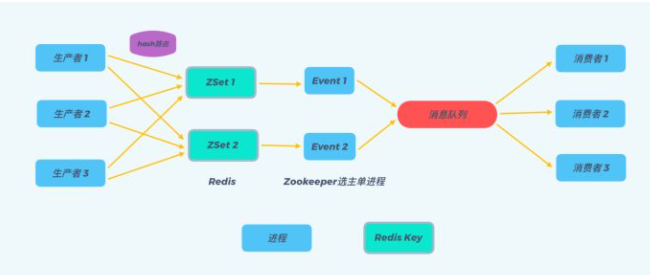 hash路由
生产者 1
ZSet 1
Event 1
消费者 1
生产者 2
消息队列
消费者 2
ZSet 2
Event 2
生产者 3
消费者 3
Redis
Zookeeper选主单进程
进程
Redis Key